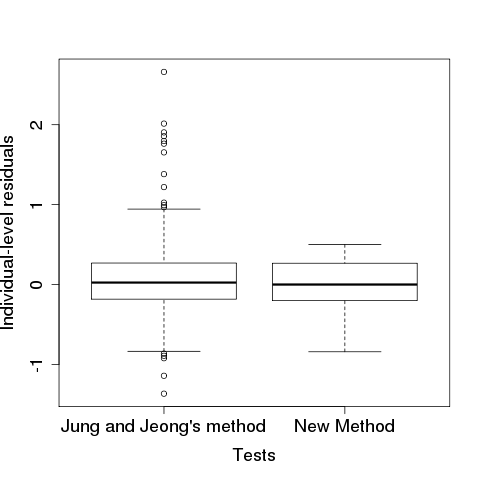 Individual-level residuals
2
1
0
-1
Jung and Jeong's method
New Method
Tests